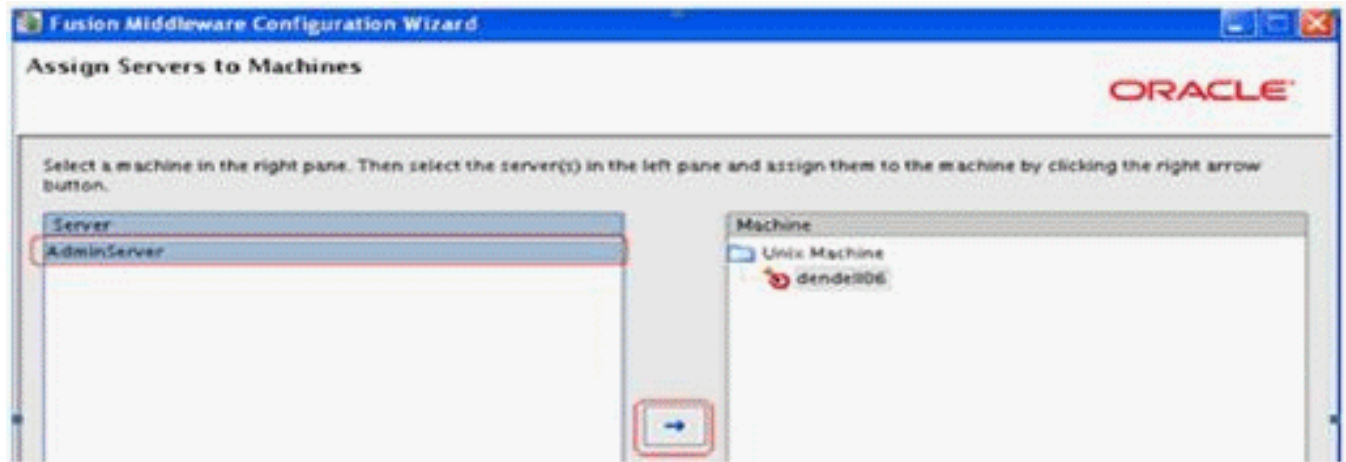 Fusion Middleware Configuration Wizard
Assign Servers to Machines
ORACLE
Select a machine in the right pane. Then select the server(s) in the left pane and assign them to the machine by clicking the right arrow
button.
Server
AdminServer
Machine
Unix Machine
dendell06